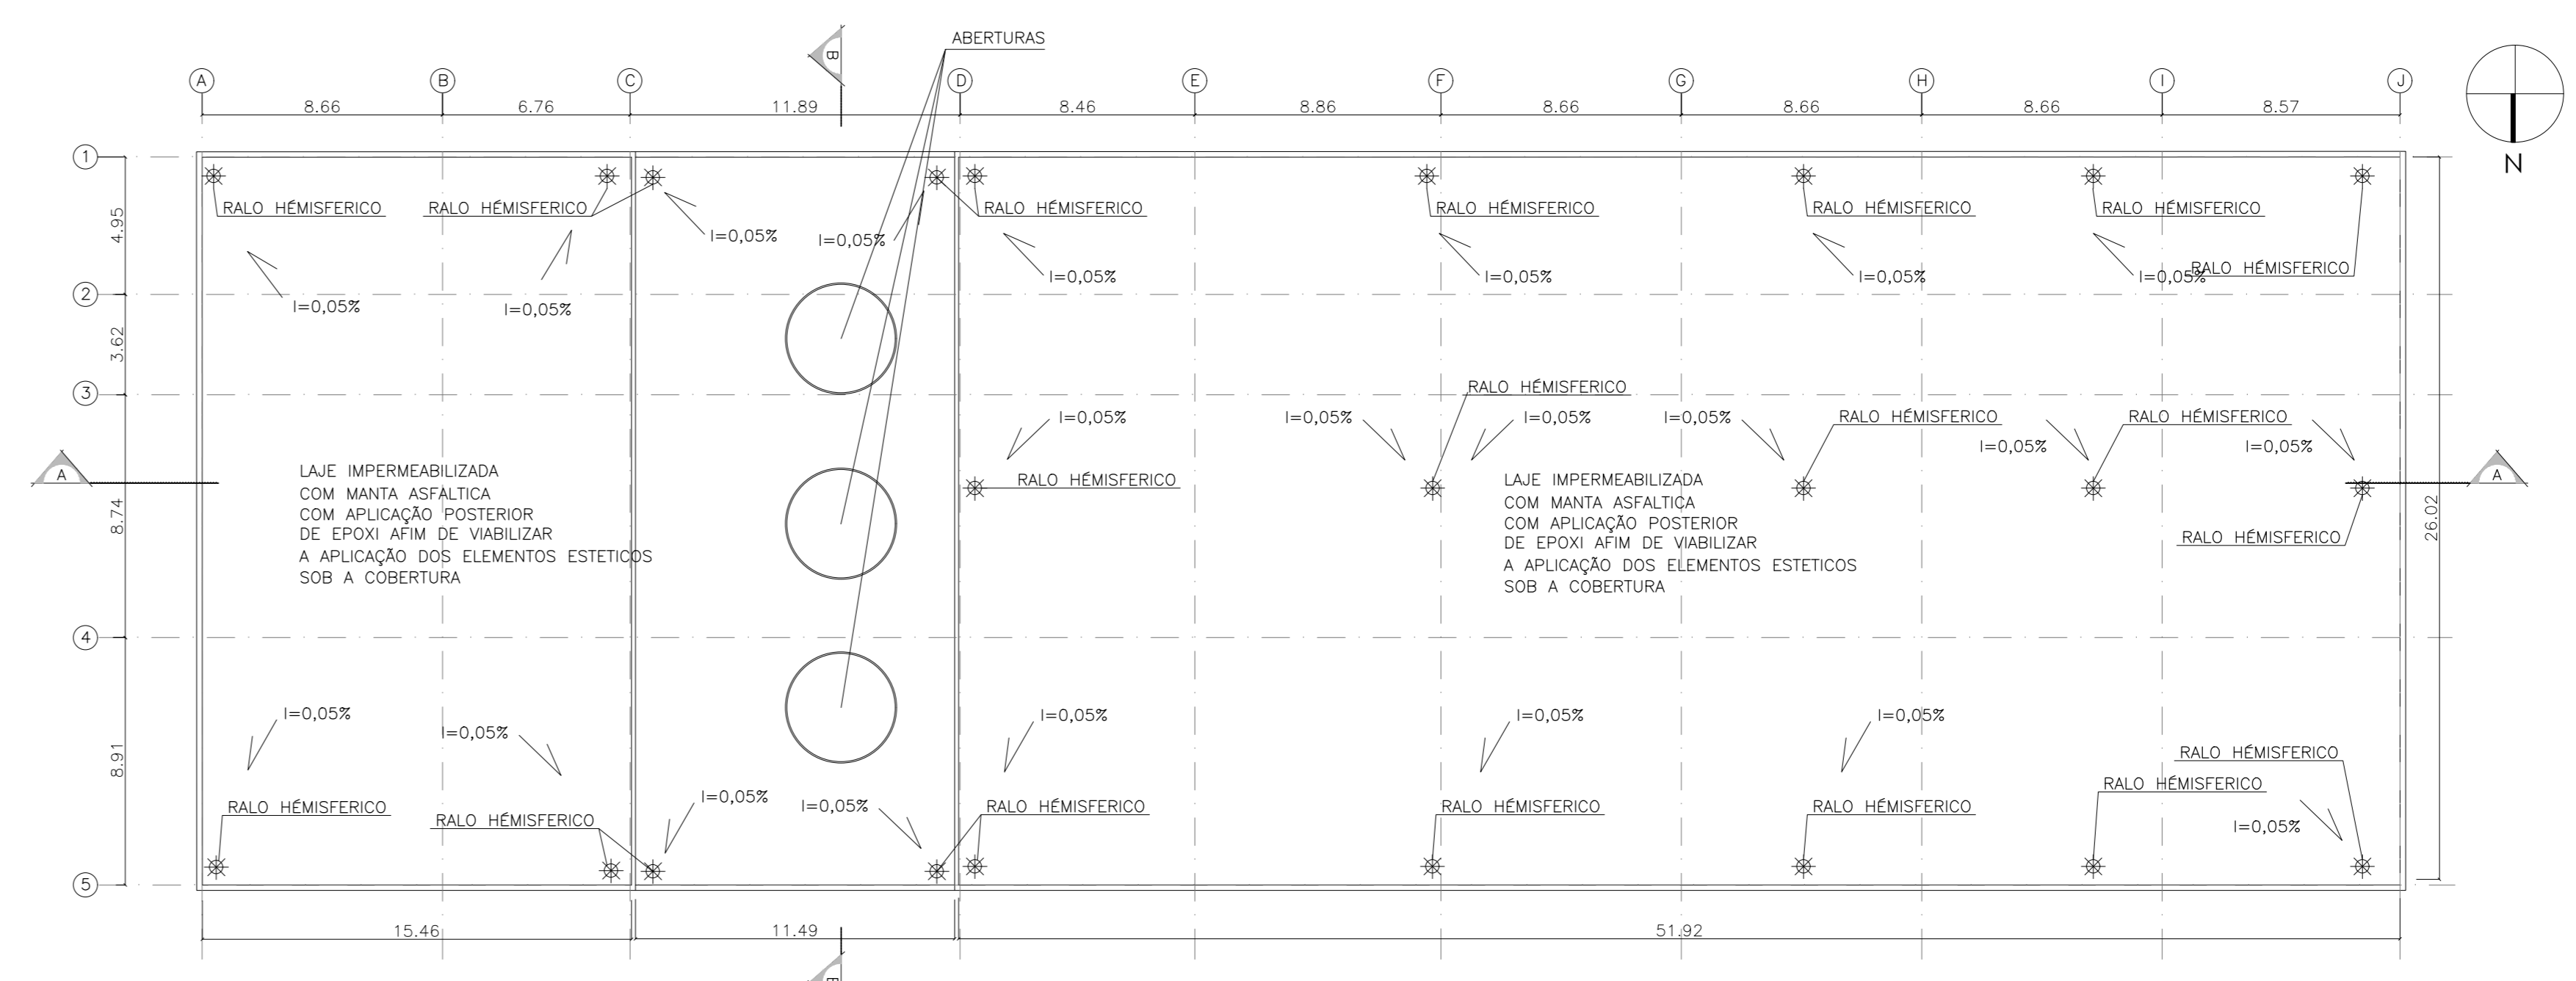 ABERTURAS
B
A
B
C
D
E
F
G
H
I
J
8.66
6.76
11.89
8.46
8.86
8.66
8.66
8.66
8.57
N
1
2
3
4
5
4.95
3.62
8.74
8.91
26.02
RALO HÉMISFERICO
RALO HÉMISFERICO
RALO HÉMISFERICO
RALO HÉMISFERICO
RALO HÉMISFERICO
RALO HÉMISFERICO
RALO HÉMISFERICO
I=0,05%
I=0,05%
I=0,05%
I=0,05%
I=0,05%
I=0,05%
I=0,05%
I=0,05%
RALO HÉMISFERICO
I=0,05%
I=0,05%
I=0,05%
I=0,05%
RALO HÉMISFERICO
I=0,05%
RALO HÉMISFERICO
I=0,05%
A
A
LAJE IMPERMEABILIZADA
COM MANTA ASFALTICA
COM APLICAÇÃO POSTERIOR
DE EPOXI AFIM DE VIABILIZAR
A APLICAÇÃO DOS ELEMENTOS ESTETICOS
SOB A COBERTURA
RALO HÉMISFERICO
LAJE IMPERMEABILIZADA
COM MANTA ASFALTICA
COM APLICAÇÃO POSTERIOR
DE EPOXI AFIM DE VIABILIZAR
A APLICAÇÃO DOS ELEMENTOS ESTETICOS
SOB A COBERTURA
RALO HÉMISFERICO
I=0,05%
I=0,05%
I=0,05%
I=0,05%
I=0,05%
RALO HÉMISFERICO
RALO HÉMISFERICO
I=0,05%
I=0,05%
I=0,05%
RALO HÉMISFERICO
RALO HÉMISFERICO
RALO HÉMISFERICO
RALO HÉMISFERICO
RALO HÉMISFERICO
15.46
11.49
51.92